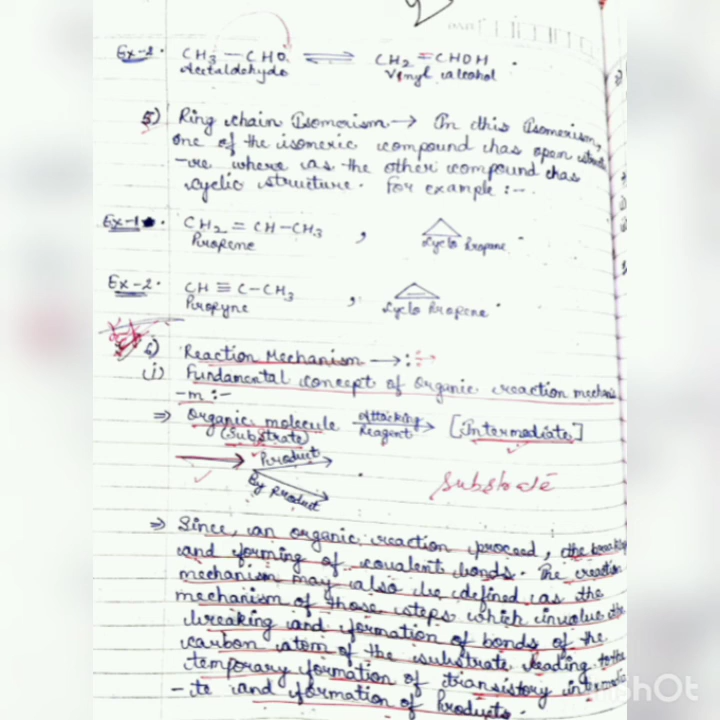 Ex-2. CH3 - CHO ⇌ CH2 = CHOH
Acetaldehyde Vinyl alcohol
5) Ring chain Isomerism → In this Isomerism,
one of the isomeric compound has open
-re where as the other compound has
cyclic structure. For example :-
Ex-1. CH2 = CH - CH3 , 
Propene Cyclo Propane
Ex-2. CH ≡ C - CH3 , 
Propyne Cyclo Propene
6) Reaction Mechanism → :
(i) Fundamental concept of organic reaction mechanis
-m :-
⇒ Organic molecule Attacking Reagent → [Intermediate]
(Substrate)
Product
By Product
⇒ Since, an organic reaction proceed, the breaking
and forming of covalent bonds. The reaction
mechanism may also be defined as the
mechanism of those steps which involve the
breaking and formation of bonds of the
carbon atom of the substrate leading to the
temporary formation of transistory
-te and formation of Products.